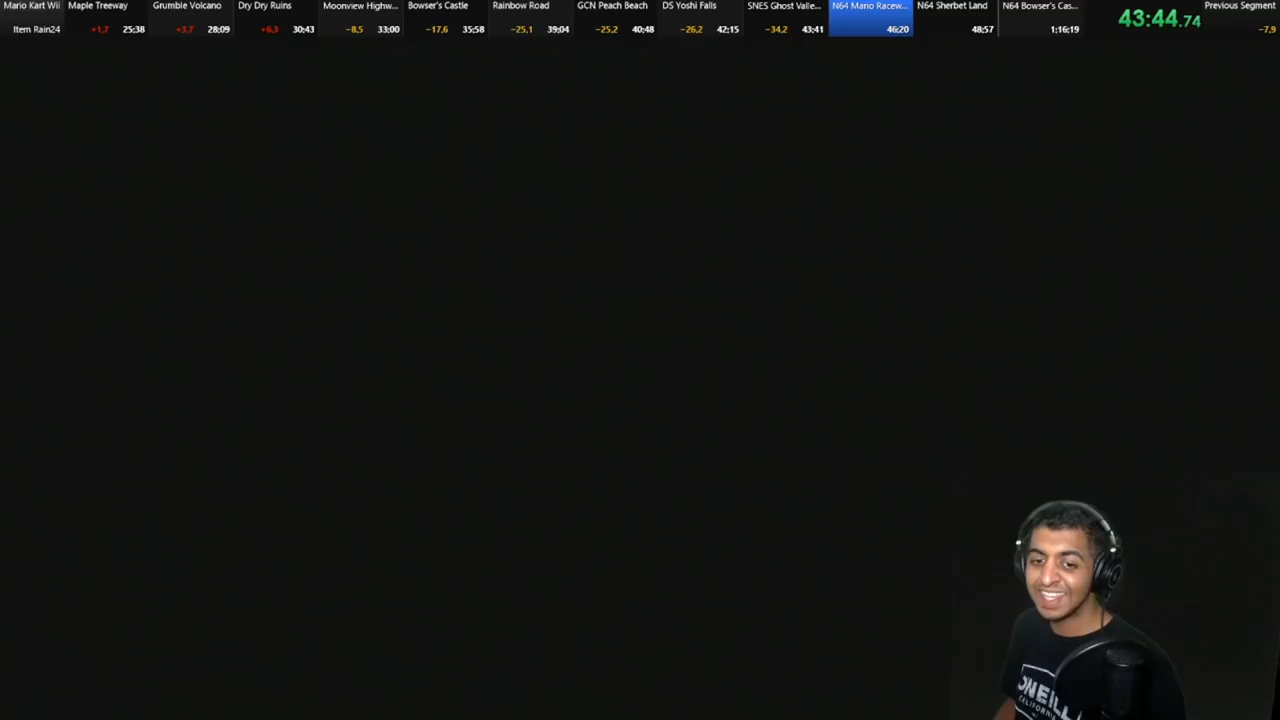 Mario Kart Wii
Item Rain24
Maple Treeway
+1,7 25:38
Grumble Volcano
+3,7 28:09
Dry Dry Ruins
+6,3 30:43
Moonview Highw...
−8,5 33:00
Bowser's Castle
−17,6 35:58
Rainbow Road
−25,1 39:04
GCN Peach Beach
−25,2 40:48
DS Yoshi Falls
−26,2 42:15
SNES Ghost Valle...
−34,2 43:41
N64 Mario Racew...
46:20
N64 Sherbet Land
48:57
N64 Bowser's Cas...
1:16:19
43:44.74
Previous Segment
−7,9
ONEILL
CALIFORNIA